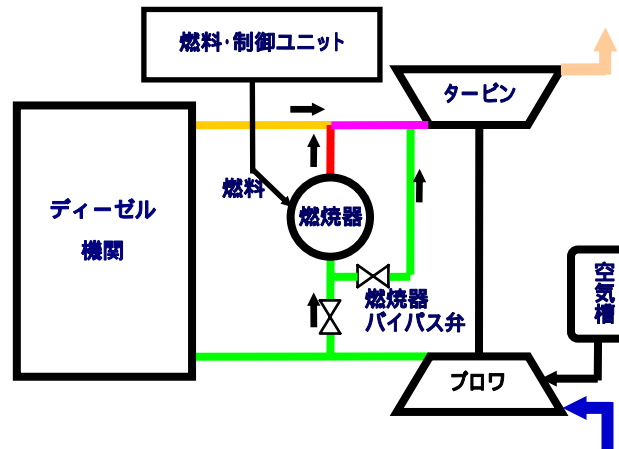 燃料・制御ユニット
タービン
燃料
燃焼器
ディーゼル
機関
燃焼器
バイパス弁
空気槽
ブロワ